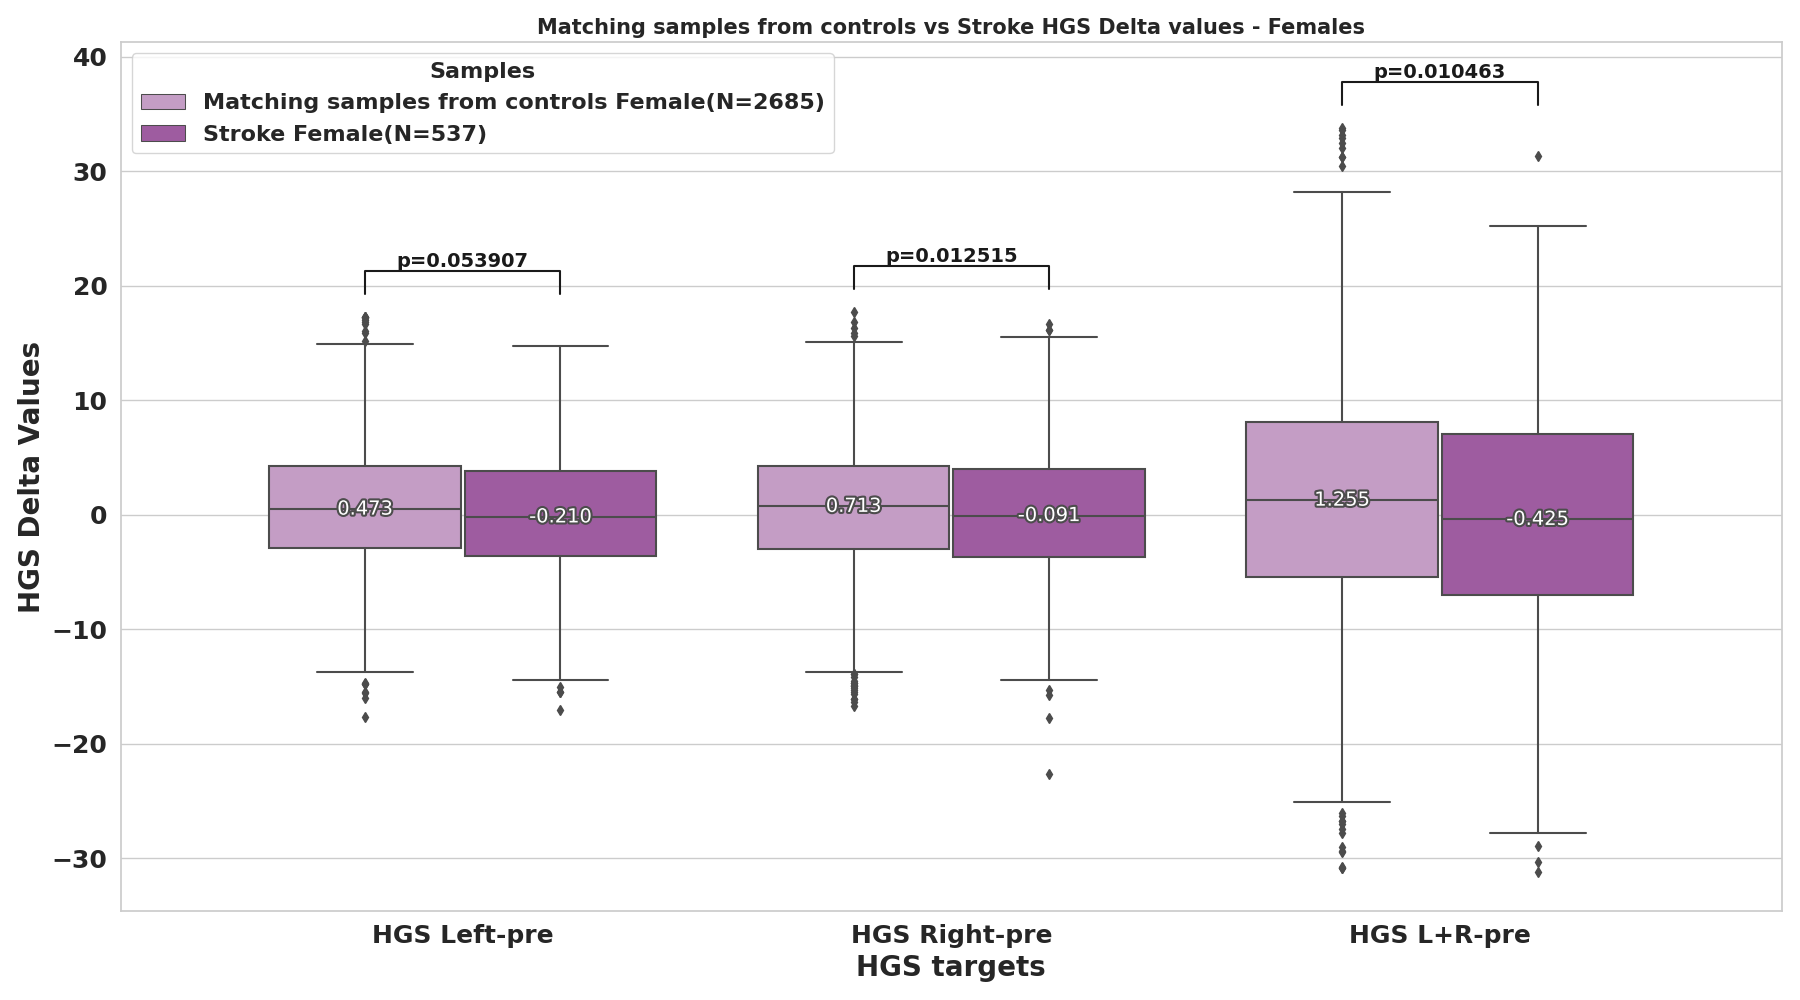 Matching samples from controls vs Stroke HGS Delta values - Females
Samples
Matching samples from controls Female(N=2685)
Stroke Female(N=537)
HGS Delta Values
40
30
20
10
0
−10
−20
−30
p=0.053907
p=0.012515
p=0.010463
0.473
-0.210
0.713
-0.091
1.255
-0.425
HGS Left-pre
HGS Right-pre
HGS L+R-pre
HGS targets